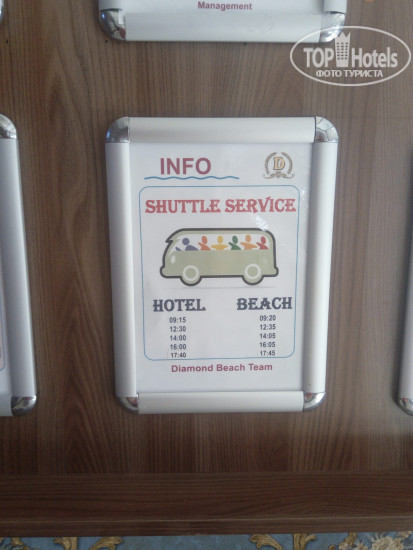 Management
TOP Hotels
ФОТО ТУРИСТА
INFO
D
SHUTTLE SERVICE
HOTEL BEACH
09:15 09:20
12:30 12:35
14:00 14:05
16:00 16:05
17:40 17:45
Diamond Beach Team